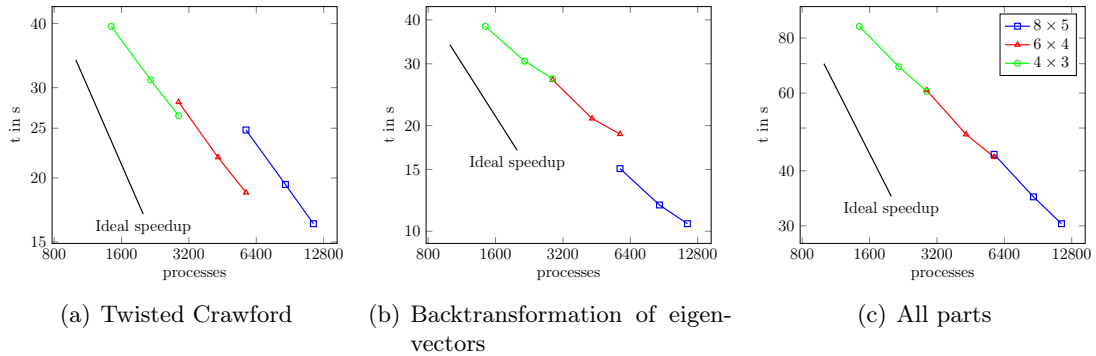 40
30
25
20
15
t in s
Ideal speedup
800 1600 3200 6400 12800
processes
(a) Twisted Crawford
40
30
20
15
10
t in s
Ideal speedup
800 1600 3200 6400 12800
processes
(b) Backtransformation of eigen-
vectors
80
60
40
30
t in s
8 × 5
6 × 4
4 × 3
Ideal speedup
800 1600 3200 6400 12800
processes
(c) All parts